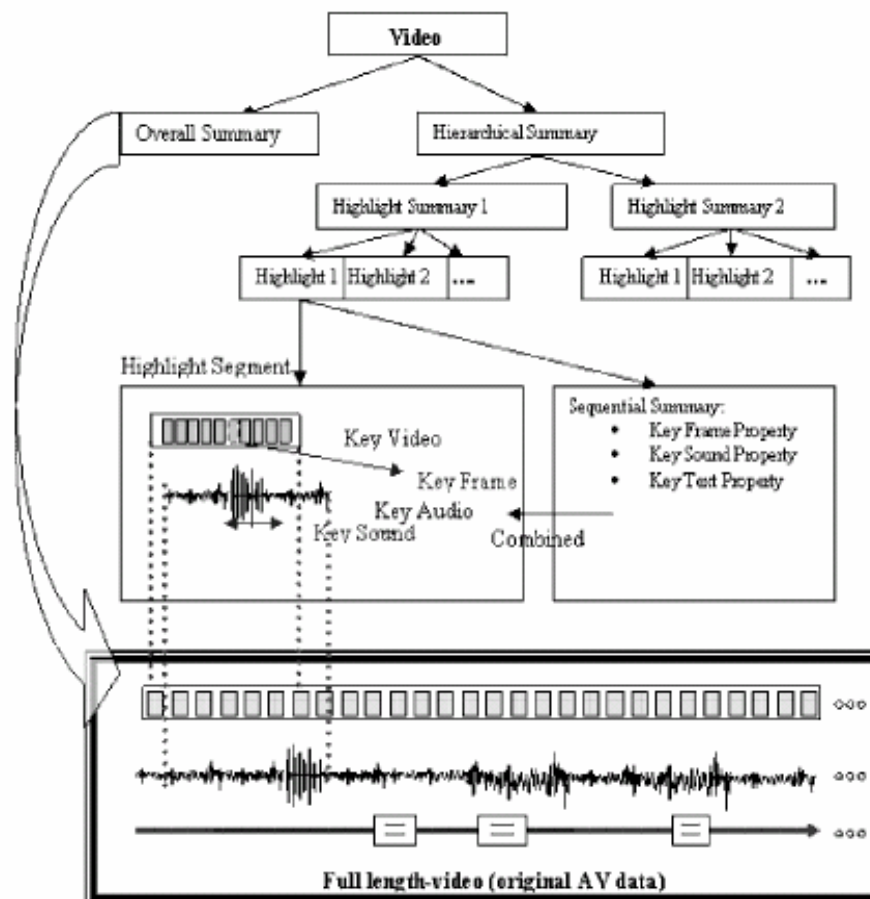 Video
Overall Summary
Hierarchical Summary
Highlight Summary 1
Highlight Summary 2
Highlight 1 Highlight 2 ....
Highlight 1 Highlight 2 ...
Highlight Segment
Key Video
Key Frame
Key Audio
Key Sound
Combined
Sequential Summary:
• Key Frame Property
• Key Sound Property
• Key Text Property
Full length-video (original AV data)